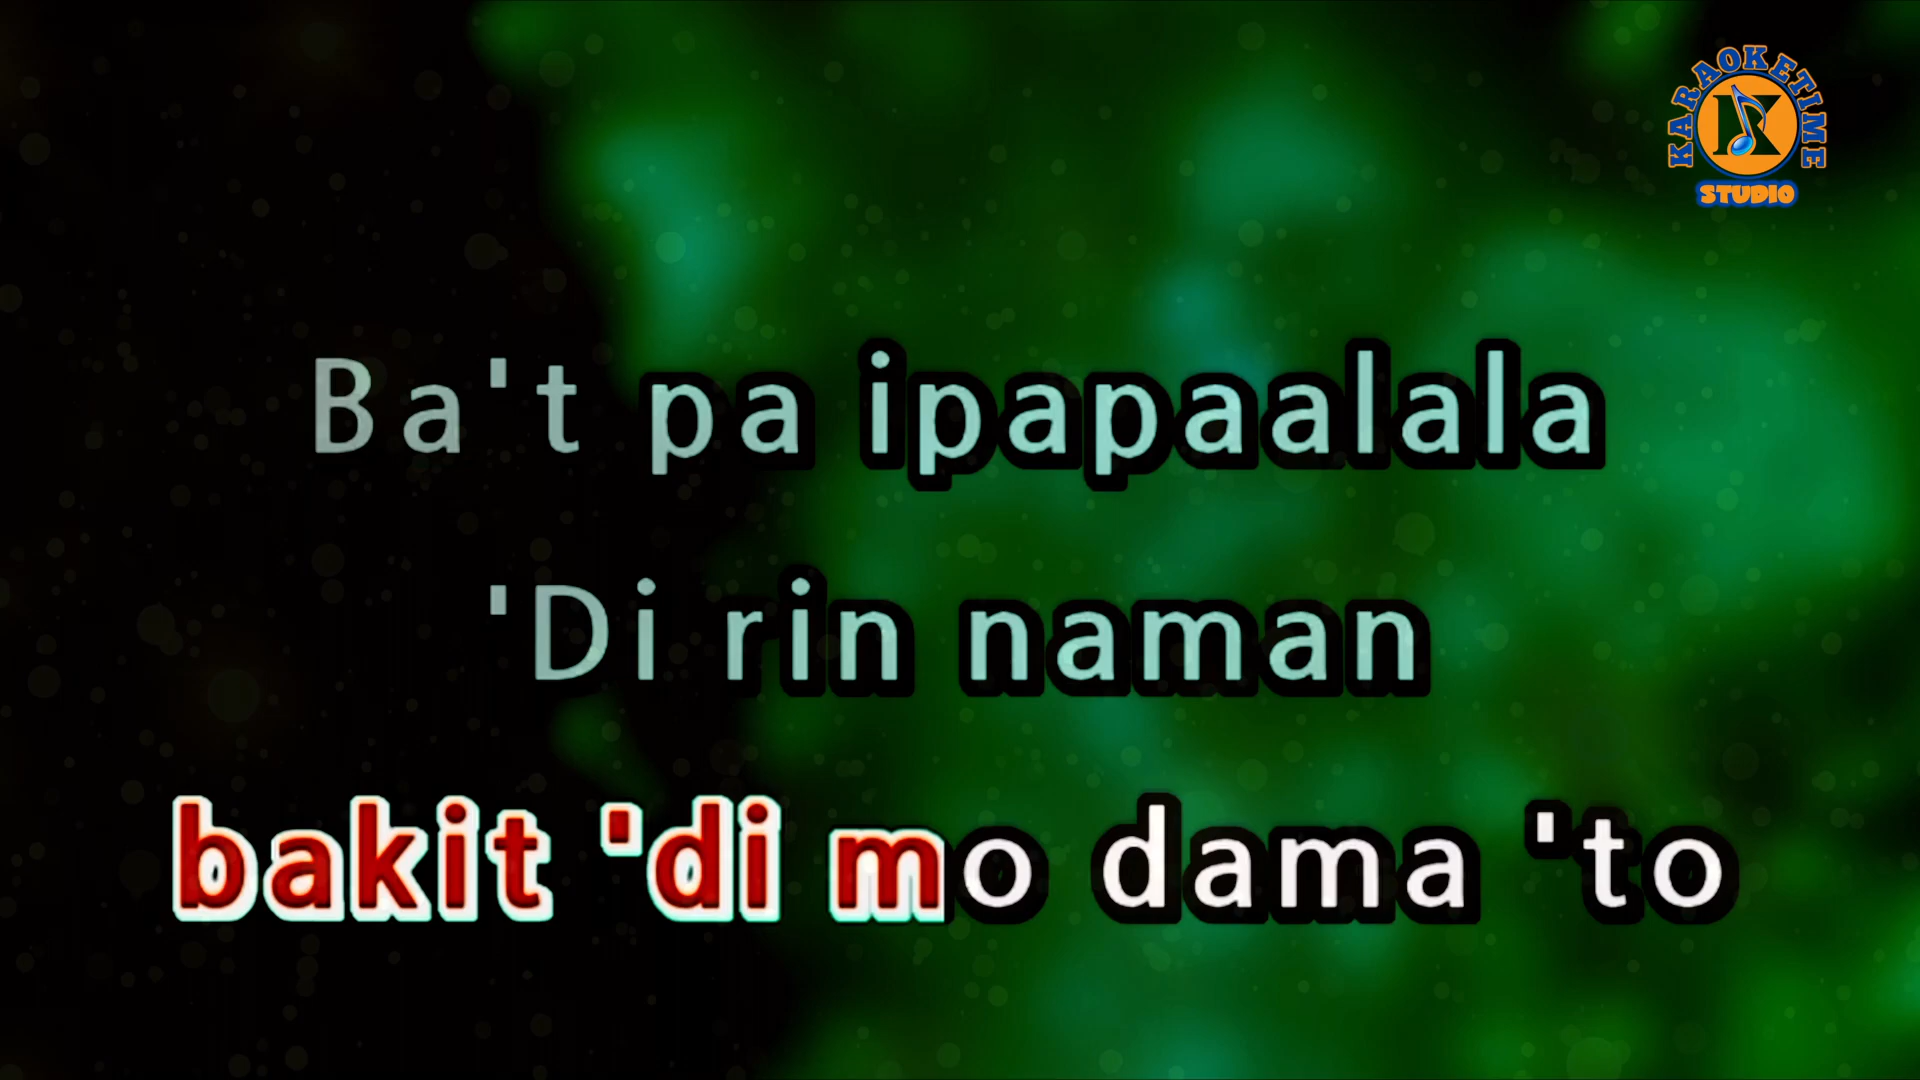 KARAOKETIME
STUDIO
Ba't pa ipapaalala
'Di rin naman
bakit 'di mo dama 'to